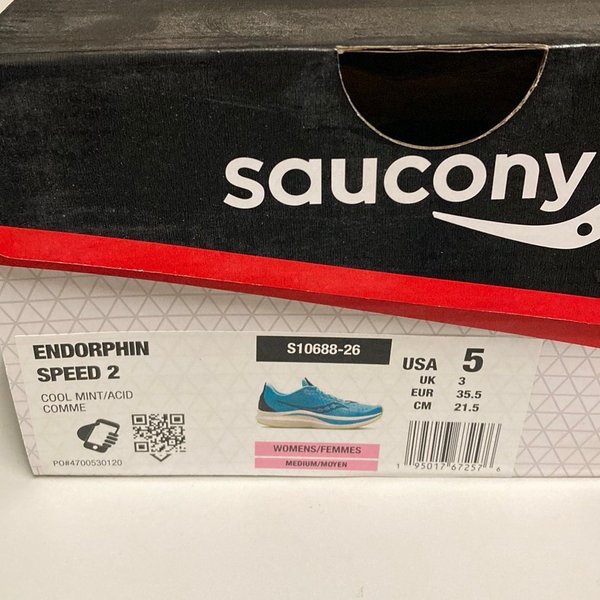 saucony
ENDORPHIN
SPEED 2
COOL MINT/ACID
COMME
PO#4700530120
S10688-26
WOMENS/FEMMES
MEDIUM/MOYEN
USA 5
UK 3
EUR 35.5
CM 21.5
1 95017 67257 6